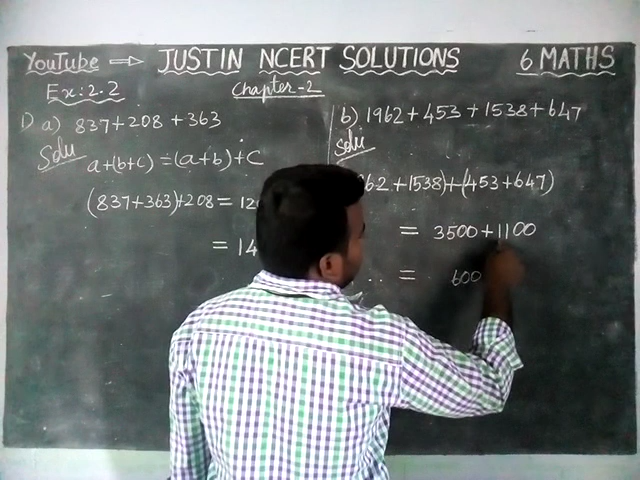 YouTube ⇒ JUSTIN NCERT SOLUTIONS 6 MATHS
Ex: 2.2 Chapter-2
1) a) 837+208+363
Solu
a+(b+c) = (a+b)+c
(837+363)+208 = 12
= 14
b) 1962+453+1538+647
Solu
62+1538)+(453+647)
= 3500+1100
= 600